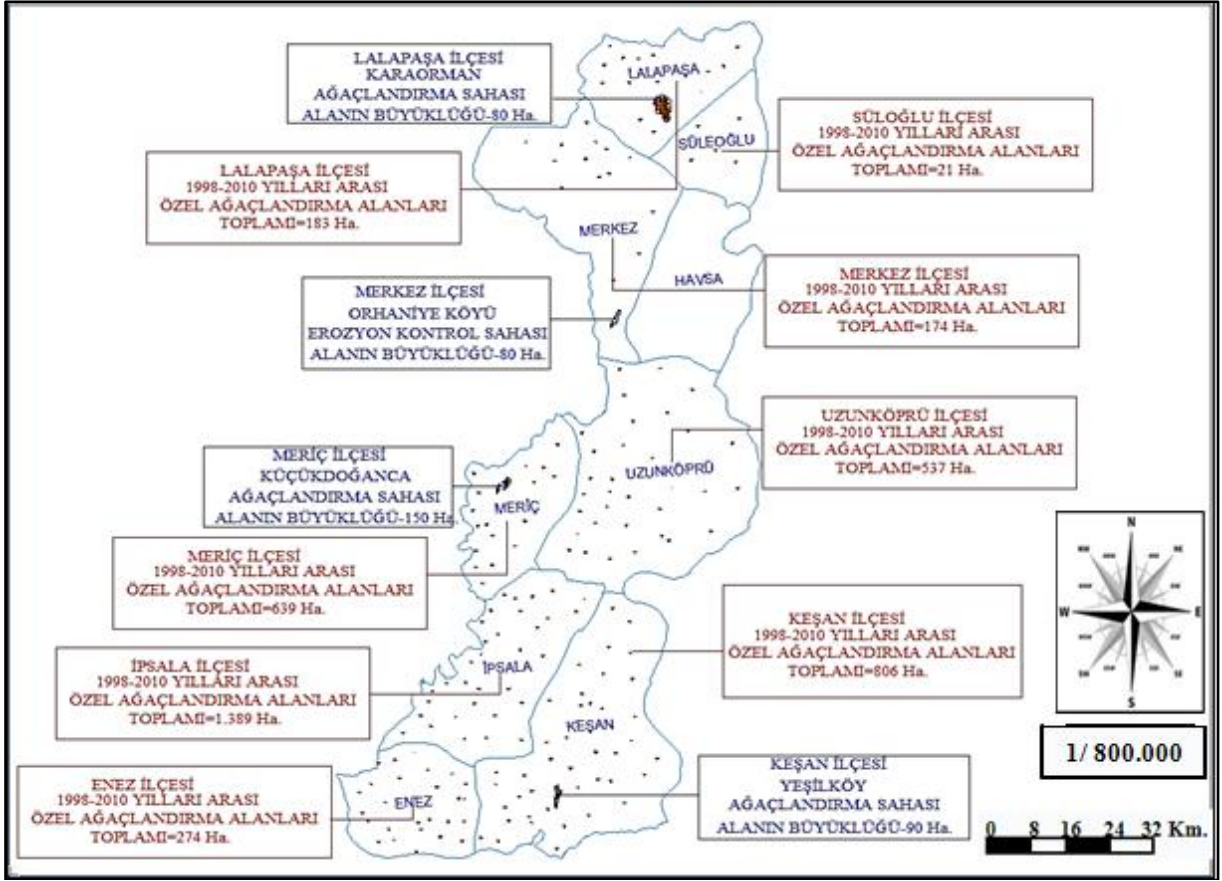 LALAPAŞA İLÇESİ
KARAORMAN
AĞAÇLANDIRMA SAHASI
ALANIN BÜYÜKLÜĞÜ-80 Ha.
LALAPAŞA
SÜLEOĞLU
SÜLOĞLU İLÇESİ
1998-2010 YILLARI ARASI
ÖZEL AĞAÇLANDIRMA ALANLARI
TOPLAMI=21 Ha.
LALAPAŞA İLÇESİ
1998-2010 YILLARI ARASI
ÖZEL AĞAÇLANDIRMA ALANLARI
TOPLAMI=183 Ha.
MERKEZ
HAVSA
MERKEZ İLÇESİ
1998-2010 YILLARI ARASI
ÖZEL AĞAÇLANDIRMA ALANLARI
TOPLAMI=174 Ha.
MERKEZ İLÇESİ
ORHANİYE KÖYÜ
EROZYON KONTROL SAHASI
ALANIN BÜYÜKLÜĞÜ-80 Ha.
UZUNKÖPRÜ İLÇESİ
1998-2010 YILLARI ARASI
ÖZEL AĞAÇLANDIRMA ALANLARI
TOPLAMI=537 Ha.
UZUNKÖPRÜ
MERİÇ İLÇESİ
KÜÇÜKDOĞANCA
AĞAÇLANDIRMA SAHASI
ALANIN BÜYÜKLÜĞÜ-150 Ha.
MERİÇ
MERİÇ İLÇESİ
1998-2010 YILLARI ARASI
ÖZEL AĞAÇLANDIRMA ALANLARI
TOPLAMI=639 Ha.
KEŞAN İLÇESİ
1998-2010 YILLARI ARASI
ÖZEL AĞAÇLANDIRMA ALANLARI
TOPLAMI=806 Ha.
İPSALA İLÇESİ
1998-2010 YILLARI ARASI
ÖZEL AĞAÇLANDIRMA ALANLARI
TOPLAMI=1.389 Ha.
İPSALA
KEŞAN
ENEZ İLÇESİ
1998-2010 YILLARI ARASI
ÖZEL AĞAÇLANDIRMA ALANLARI
TOPLAMI=274 Ha.
ENEZ
KEŞAN İLÇESİ
YEŞİLKÖY
AĞAÇLANDIRMA SAHASI
ALANIN BÜYÜKLÜĞÜ-90 Ha.
N
W
E
S
1/ 800.000
0 8 16 24 32 Km.